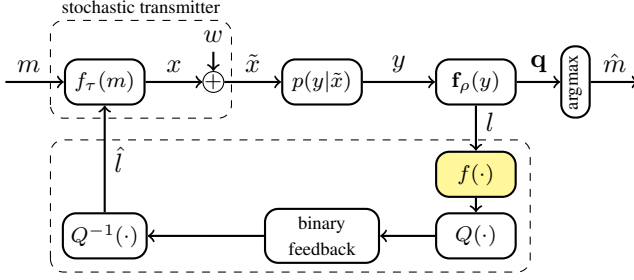 stochastic transmitter
m
f_τ(m)
x
w
⊕
x̃
p(y|x̃)
y
𝐟_ρ(y)
𝐪
argmax
m̂
l
l̂
f(·)
Q⁻¹(·)
binary
feedback
Q(·)